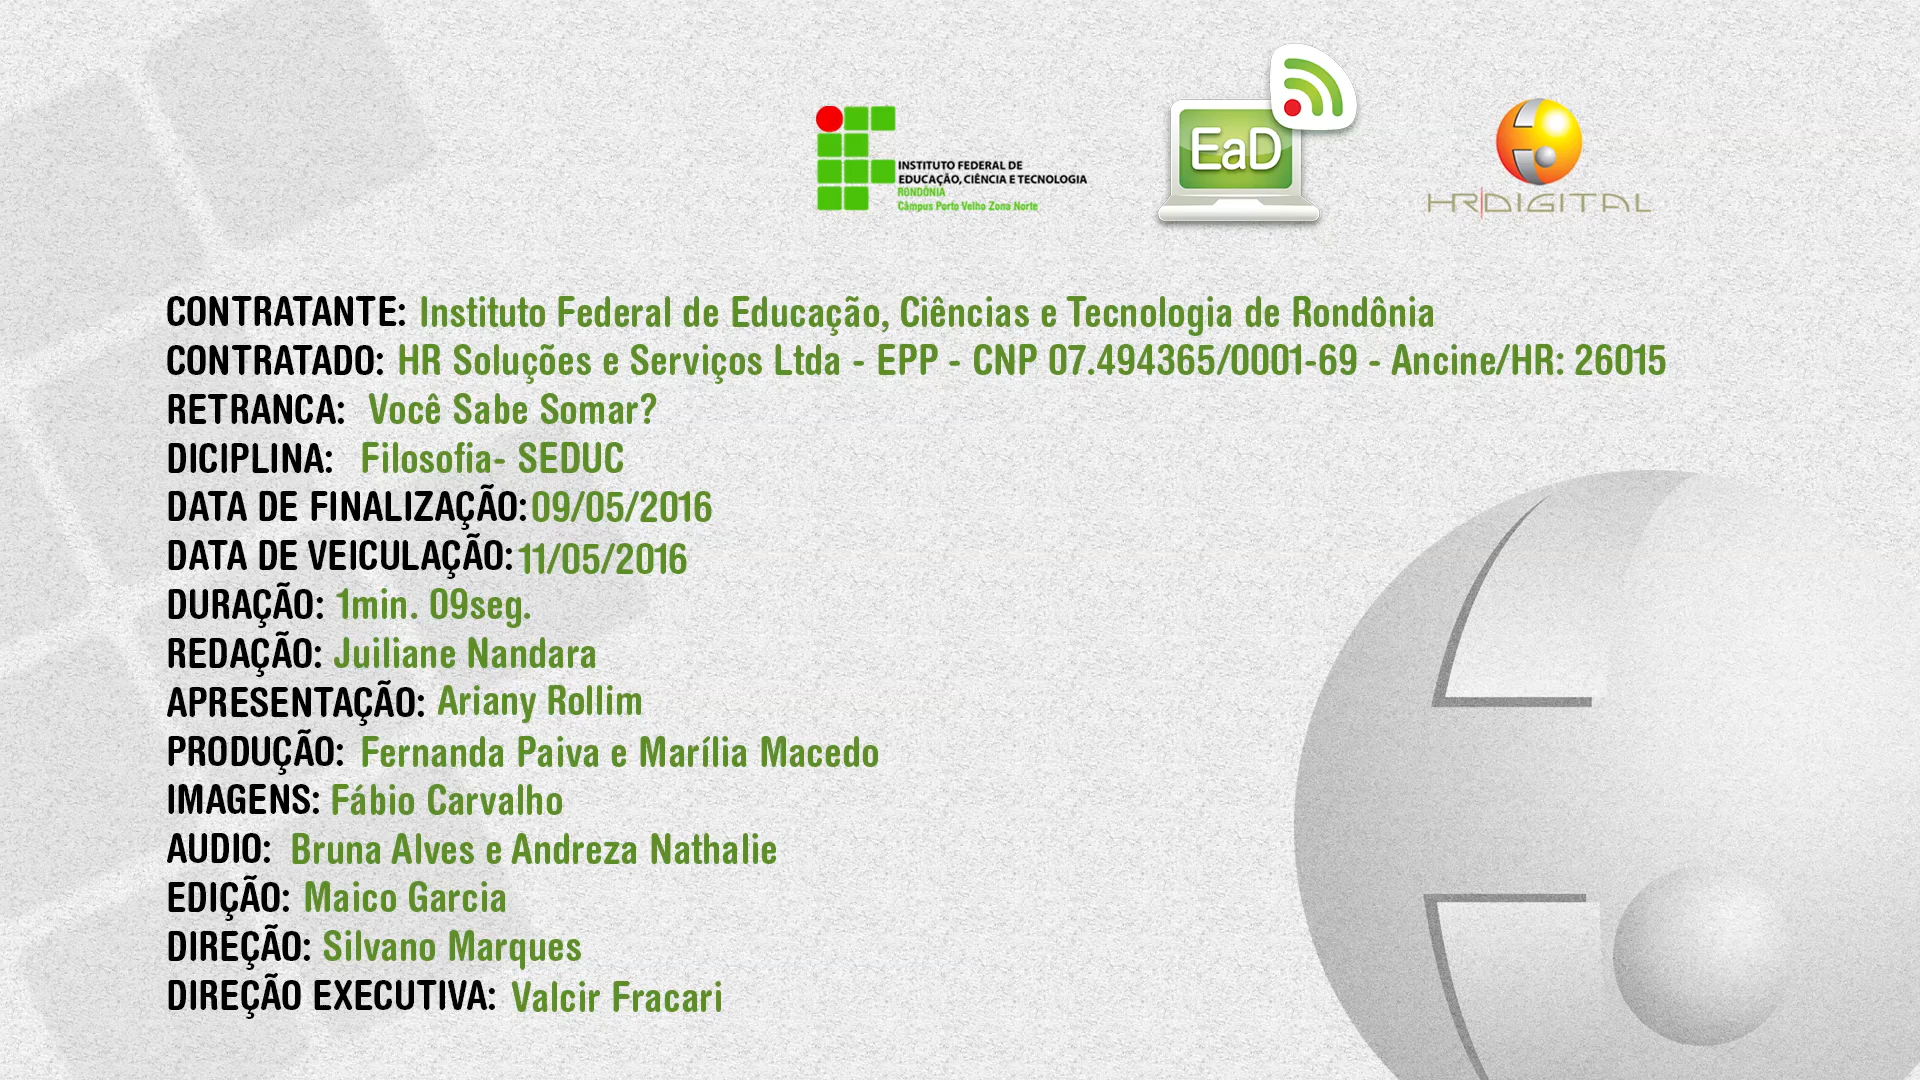 INSTITUTO FEDERAL DE
EDUCAÇÃO, CIÊNCIA E TECNOLOGIA
RONDÔNIA
Câmpus Porto Velho Zona Norte
EaD
HR|DIGITAL
CONTRATANTE: Instituto Federal de Educação, Ciências e Tecnologia de Rondônia
CONTRATADO: HR Soluções e Serviços Ltda - EPP - CNP 07.494365/0001-69 - Ancine/HR: 26015
RETRANCA: Você Sabe Somar?
DICIPLINA: Filosofia- SEDUC
DATA DE FINALIZAÇÃO: 09/05/2016
DATA DE VEICULAÇÃO: 11/05/2016
DURAÇÃO: 1min. 09seg.
REDAÇÃO: Juiliane Nandara
APRESENTAÇÃO: Ariany Rollim
PRODUÇÃO: Fernanda Paiva e Marília Macedo
IMAGENS: Fábio Carvalho
AUDIO: Bruna Alves e Andreza Nathalie
EDIÇÃO: Maico Garcia
DIREÇÃO: Silvano Marques
DIREÇÃO EXECUTIVA: Valcir Fracari